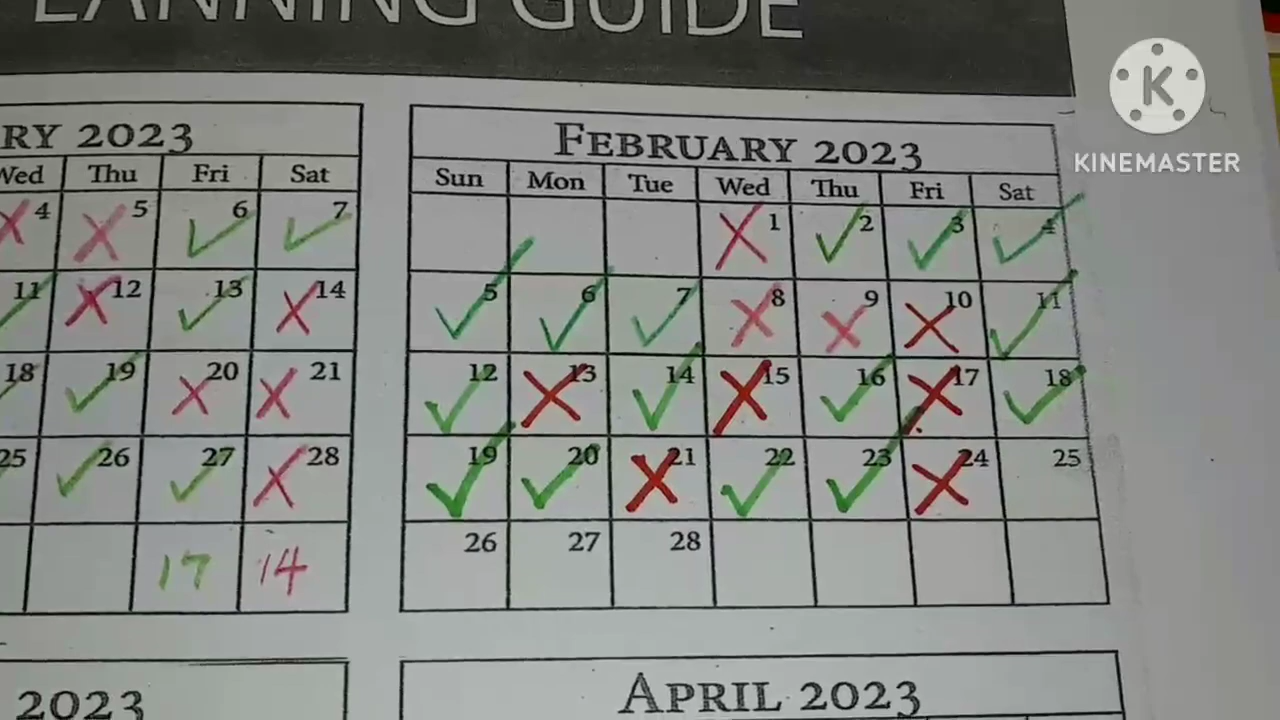 LANNING GUIDE
K
KINEMASTER
RY 2023
Wed Thu Fri Sat
4 5 6 7
11 12 13 14
18 19 20 21
25 26 27 28
17 14
FEBRUARY 2023
Sun Mon Tue Wed Thu Fri Sat
1 2 3 4
5 6 7 8 9 10 11
12 13 14 15 16 17 18
19 20 21 22 23 24 25
26 27 28
2023
APRIL 2023